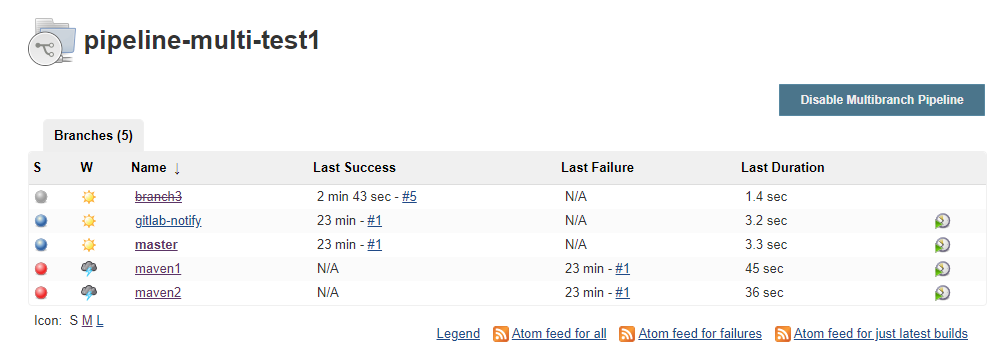 pipeline-multi-test1
Disable Multibranch Pipeline
Branches (5)
S W Name ↓ Last Success Last Failure Last Duration
branch3 2 min 43 sec - #5 N/A 1.4 sec
gitlab-notify 23 min - #1 N/A 3.2 sec
master 23 min - #1 N/A 3.3 sec
maven1 N/A 23 min - #1 45 sec
maven2 N/A 23 min - #1 36 sec
Icon: S M L
Legend Atom feed for all Atom feed for failures Atom feed for just latest builds